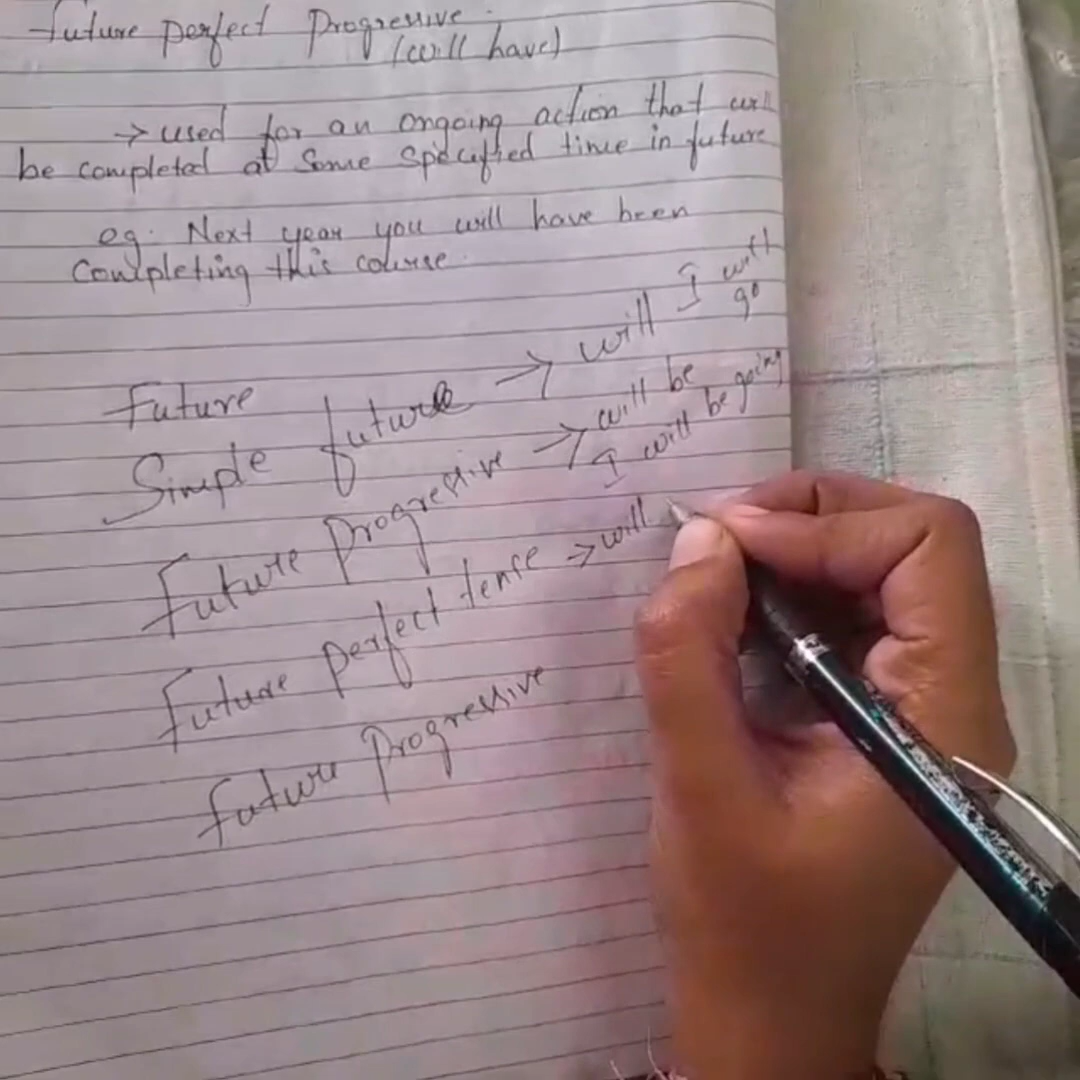 future perfect Progressive.
(will have)
→ used for an ongoing action that will
be completed at some specified time in future
eg. Next year you will have been
completing this course.
Future
Simple future → will I will
go
Future Progressive → will be
I will be going
Future perfect tense → will
Future Progressive